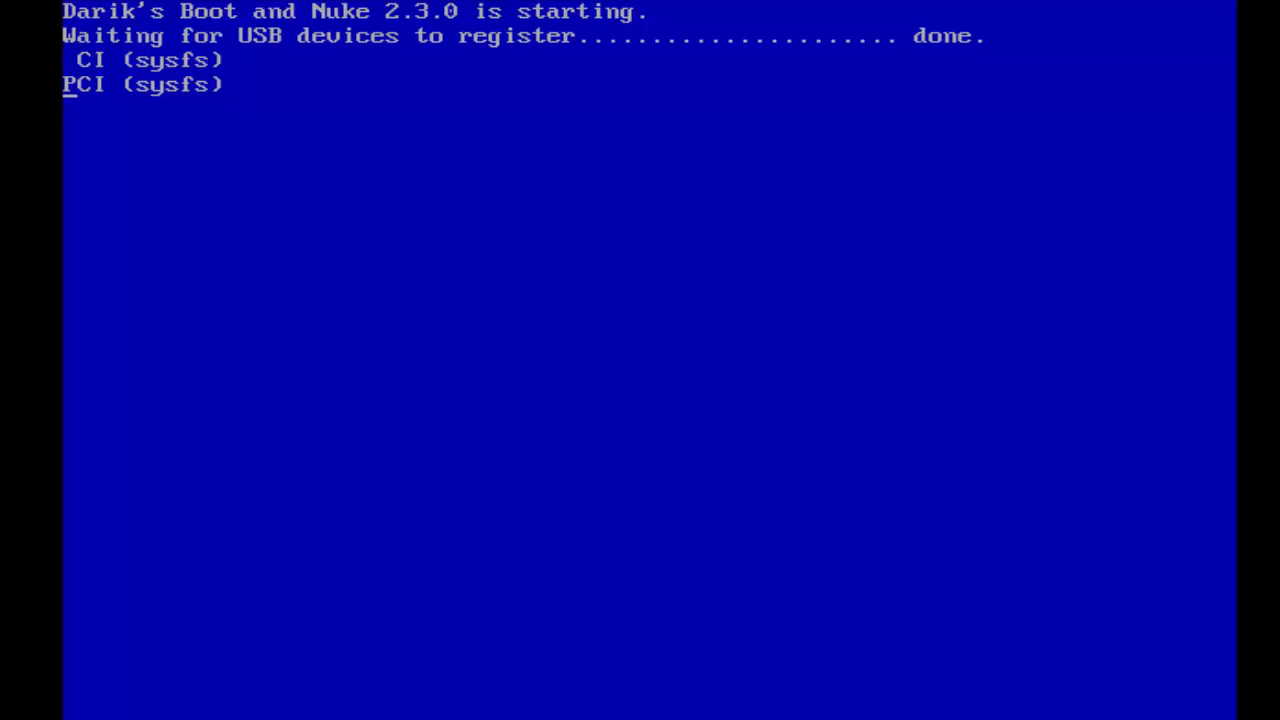 Darik's Boot and Nuke 2.3.0 is starting.
Waiting for USB devices to register...................... done.
CI (sysfs)
PCI (sysfs)